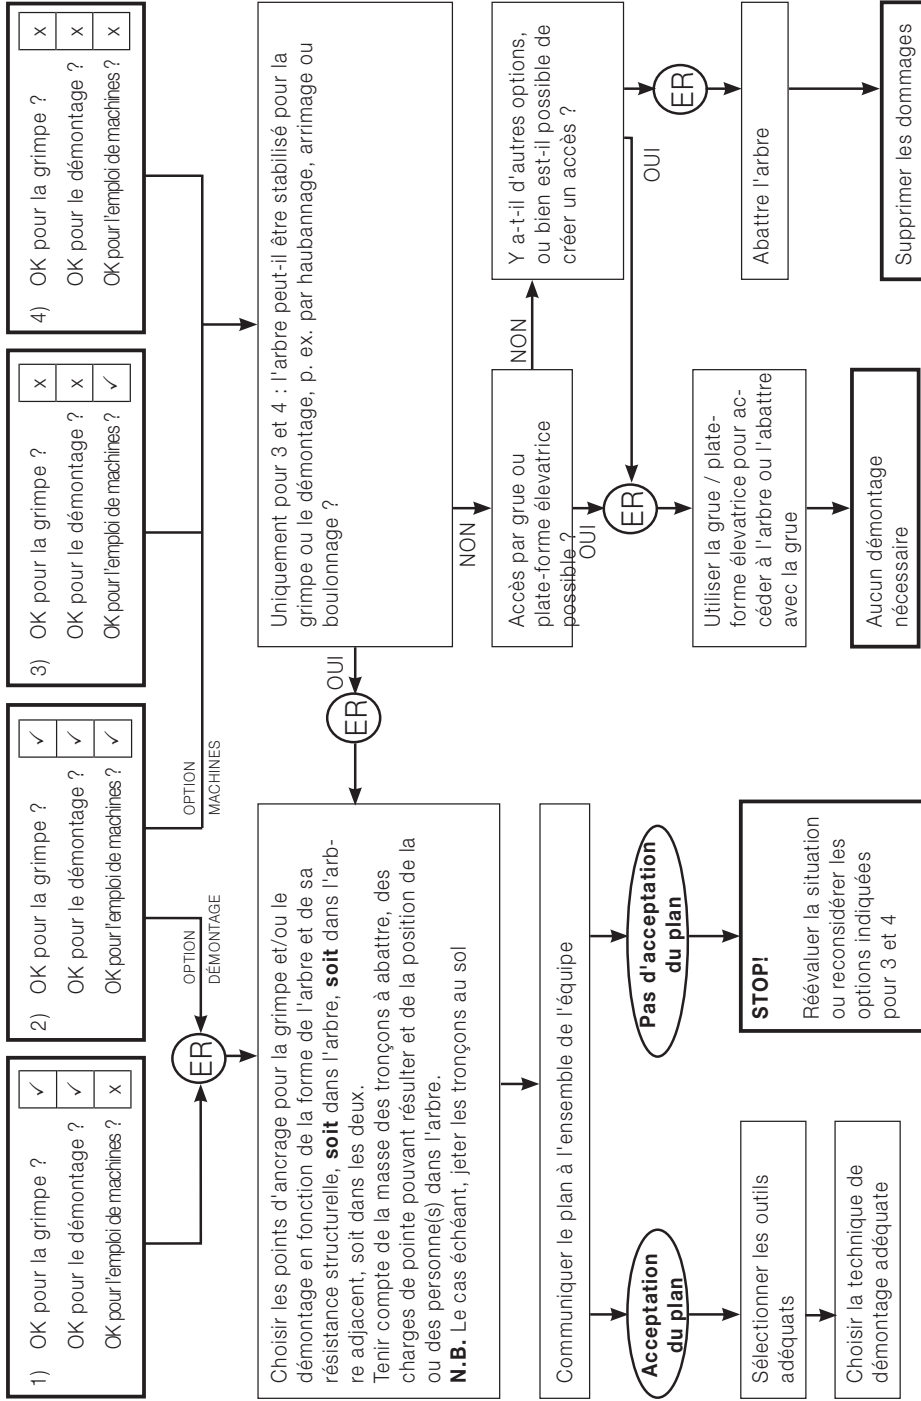 1) OK pour la grimpe ? ✓
OK pour le démontage ? ✓
OK pour l'emploi de machines ? x
2) OK pour la grimpe ? ✓
OK pour le démontage ? ✓
OK pour l'emploi de machines ? ✓
3) OK pour la grimpe ? x
OK pour le démontage ? x
OK pour l'emploi de machines ? ✓
4) OK pour la grimpe ? x
OK pour le démontage ? x
OK pour l'emploi de machines ? x
OPTION
DÉMONTAGE
OPTION
MACHINES
ER
Choisir les points d'ancrage pour la grimpe et/ou le
démontage en fonction de la forme de l'arbre et de sa
résistance structurelle, soit dans l'arbre, soit dans l'arb-
re adjacent, soit dans les deux.
Tenir compte de la masse des tronçons à abattre, des
charges de pointe pouvant résulter et de la position de la
ou des personne(s) dans l'arbre.
N.B. Le cas échéant, jeter les tronçons au sol
ER
OUI
Uniquement pour 3 et 4 : l'arbre peut-il être stabilisé pour la
grimpe ou le démontage, p. ex. par haubannage, arrimage ou
boulonnage ?
NON
Communiquer le plan à l'ensemble de l'équipe
Acceptation
du plan
Pas d'acceptation
du plan
Sélectionner les outils
adéquats
Choisir la technique de
démontage adéquate
STOP!
Réévaluer la situation
ou reconsidérer les
options indiquées
pour 3 et 4
Accès par grue ou
plate-forme élevatrice
possible ?
OUI
NON
ER
Utiliser la grue / plate-
forme élevatrice pour ac-
céder à l'arbre ou l'abattre
avec la grue
Aucun démontage
nécessaire
Y a-t-il d'autres options,
ou bien est-il possible de
créer un accès ?
OUI
ER
Abattre l'arbre
Supprimer les dommages